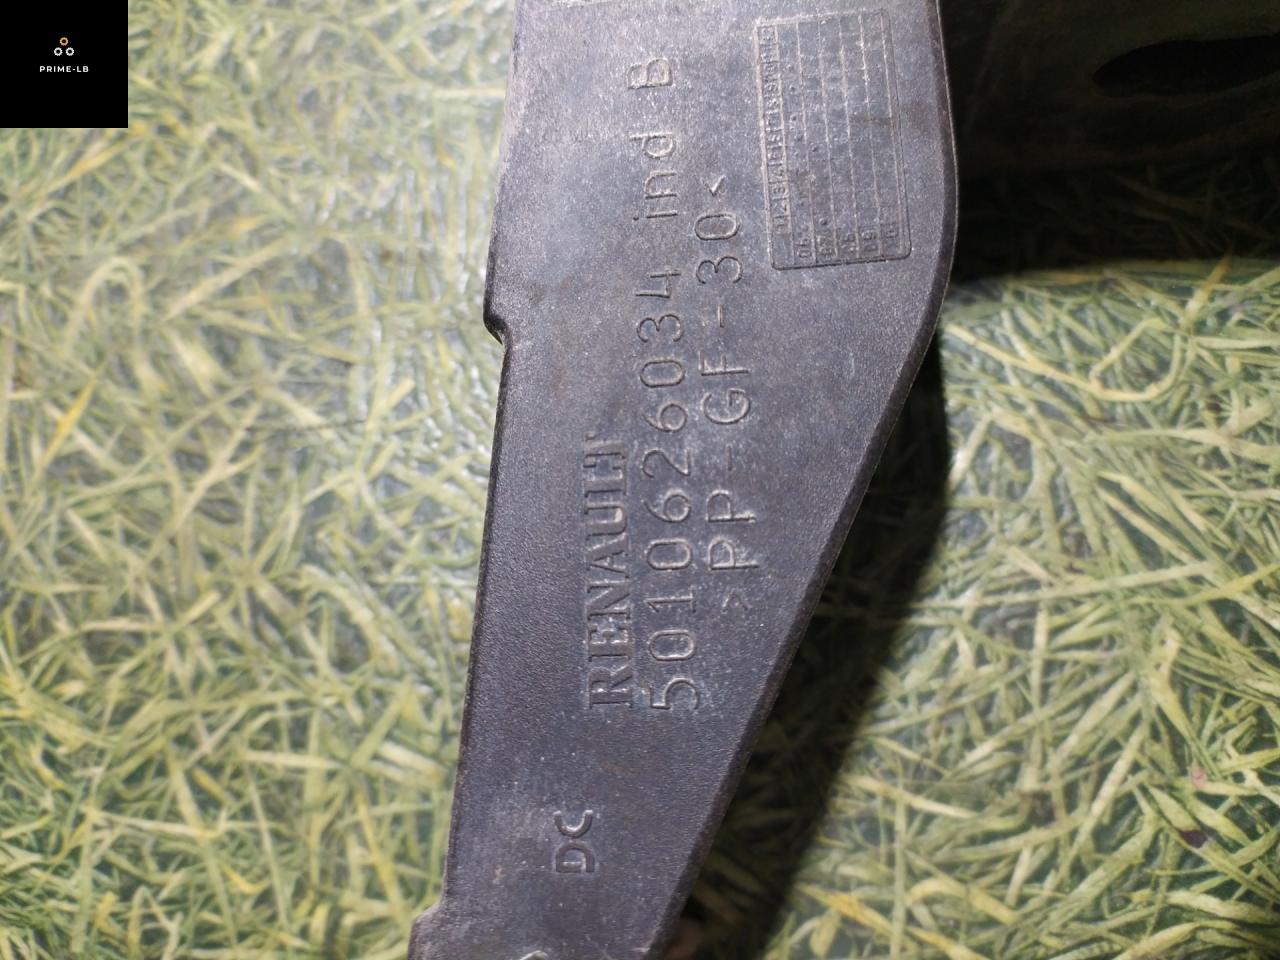 PRIME-LB
RENAULT
5010626034 ind B
>PP-GF-30<
DC